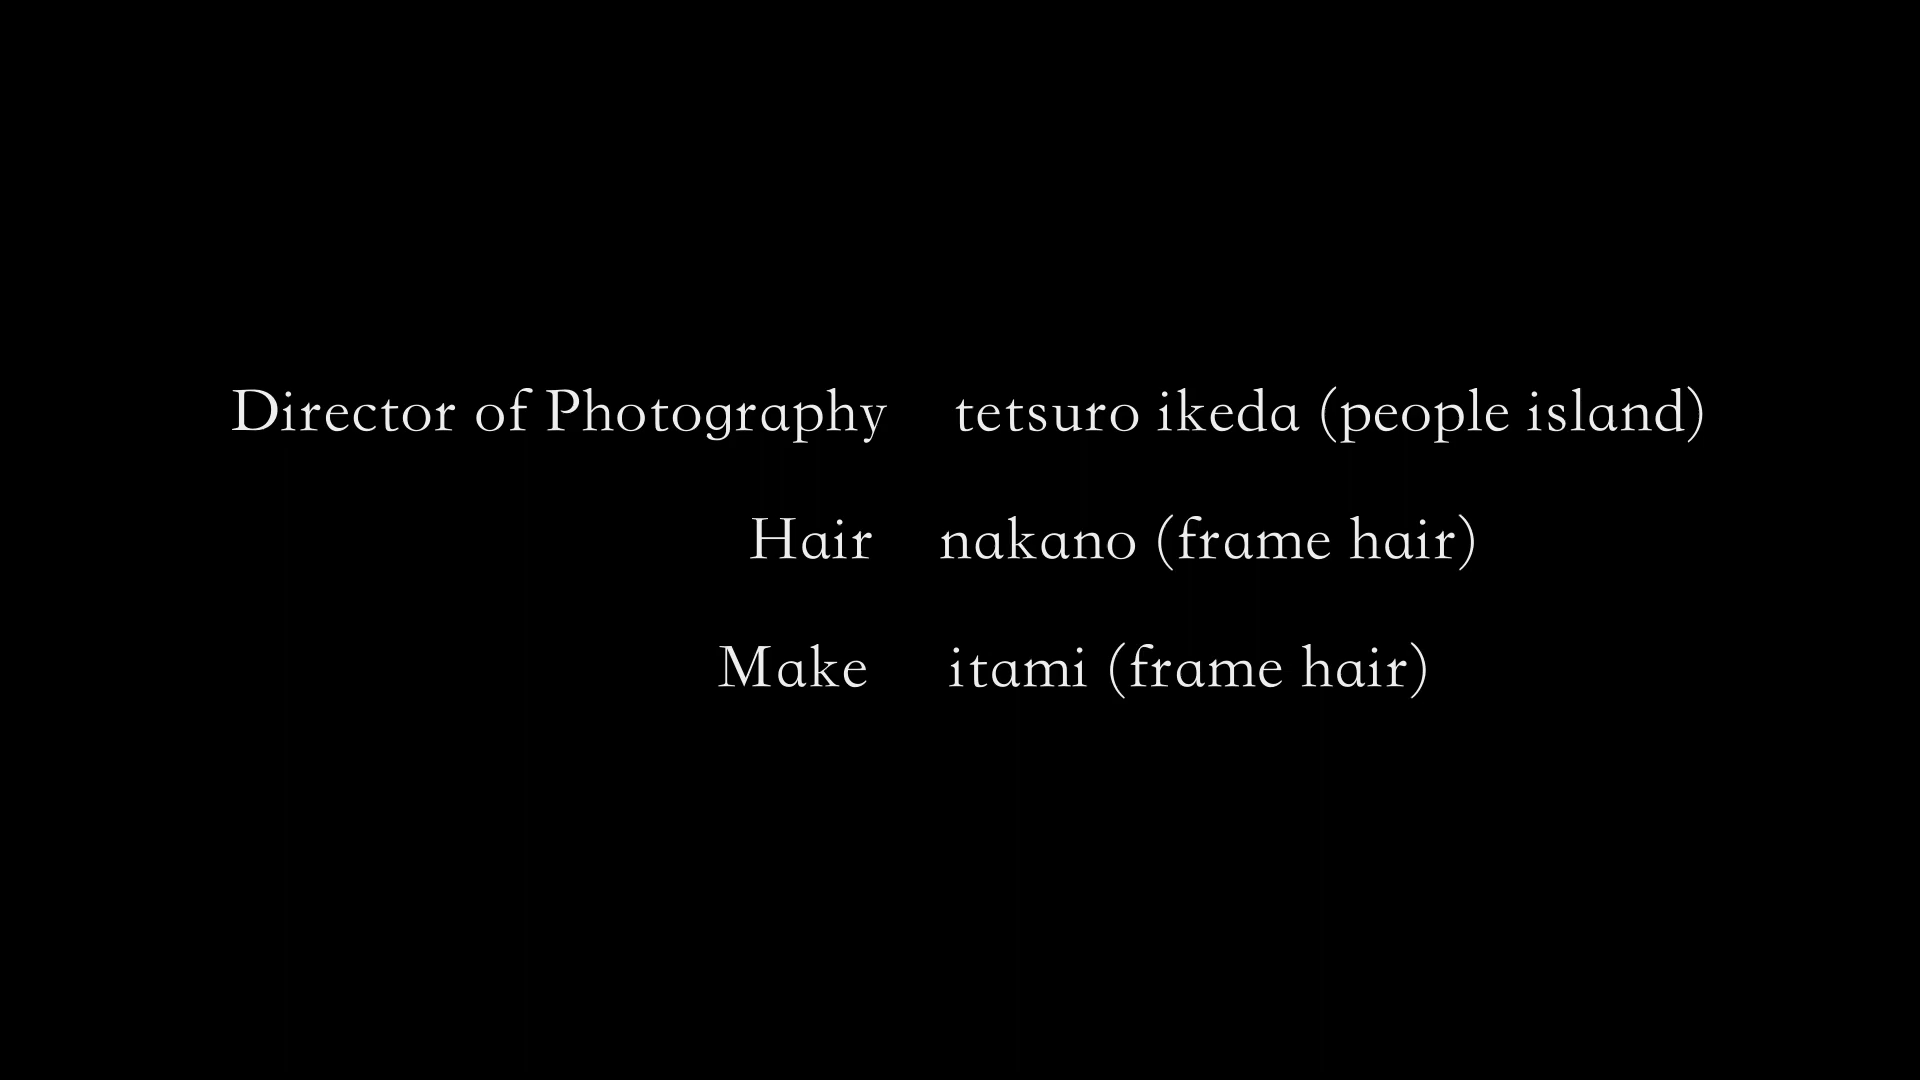 Director of Photography tetsuro ikeda (people island)
Hair nakano (frame hair)
Make itami (frame hair)